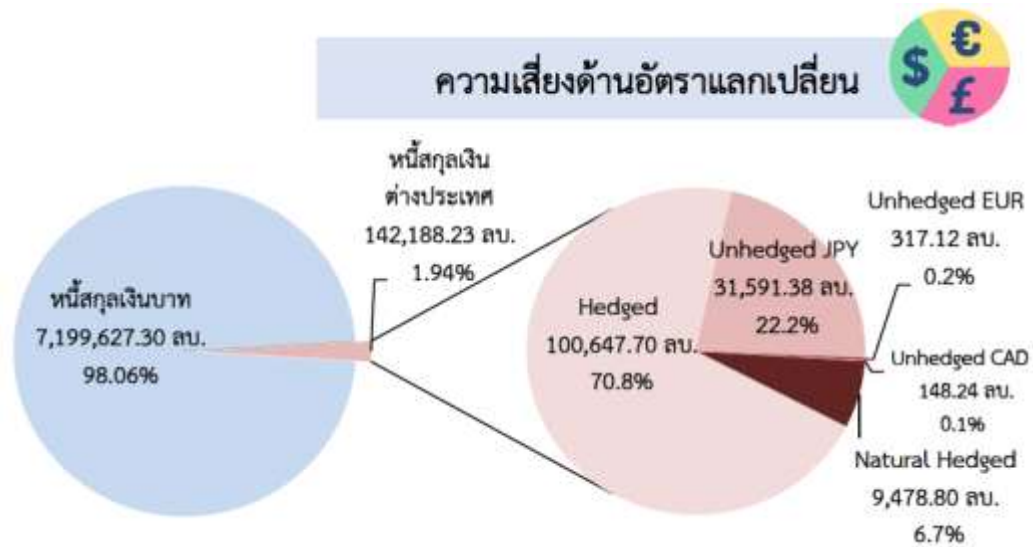 ความเสี่ยงด้านอัตราแลกเปลี่ยน
$ € £
หนี้สกุลเงินบาท
7,199,627.30 ลบ.
98.06%
หนี้สกุลเงิน
ต่างประเทศ
142,188.23 ลบ.
1.94%
Hedged
100,647.70 ลบ.
70.8%
Unhedged JPY
31,591.38 ลบ.
22.2%
Unhedged EUR
317.12 ลบ.
0.2%
Unhedged CAD
148.24 ลบ.
0.1%
Natural Hedged
9,478.80 ลบ.
6.7%